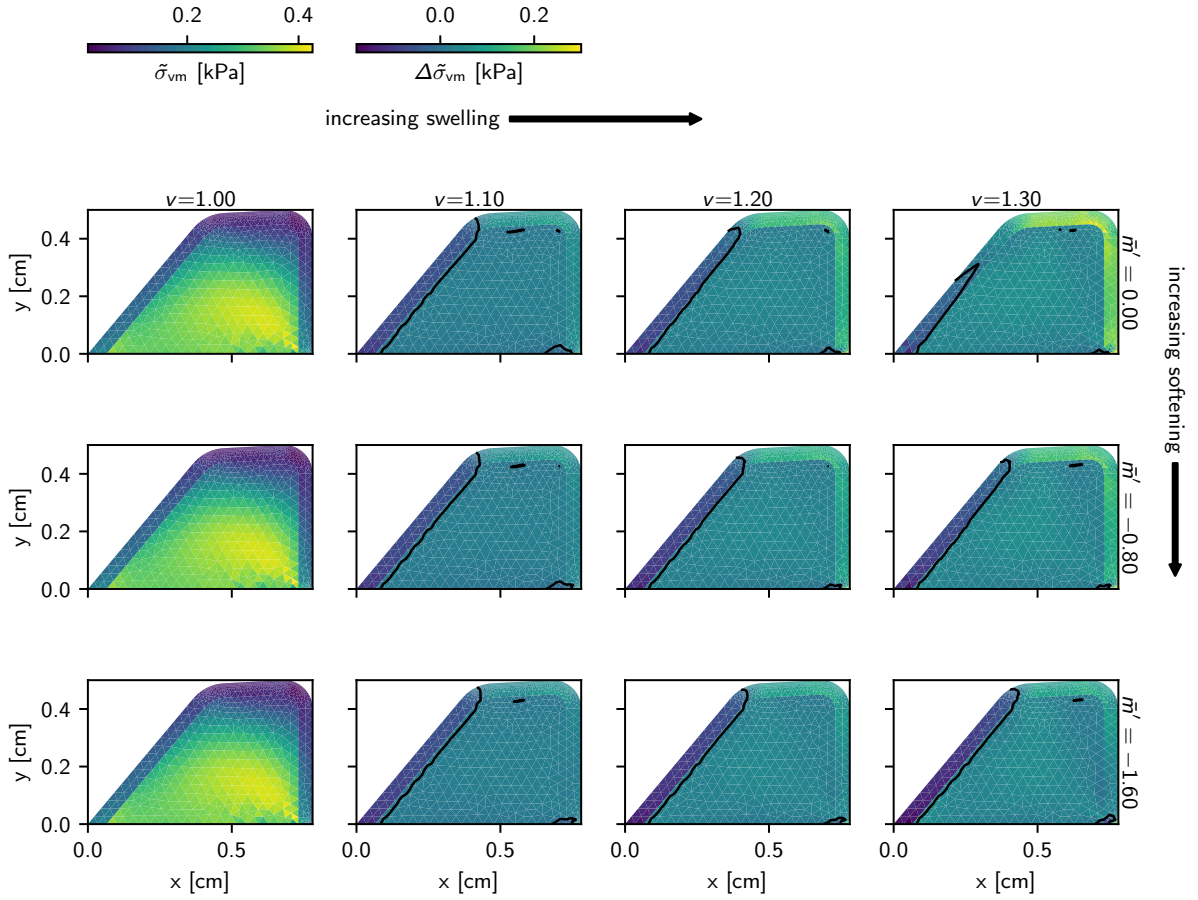 0.2 0.4 0.0 0.2
σ̃vm [kPa] Δσ̃vm [kPa]
increasing swelling
v=1.00 v=1.10 v=1.20 v=1.30
0.4
0.2
0.0
y [cm]
m̄′ = 0.00
increasing softening
0.4
0.2
0.0
y [cm]
m̄′ = −0.80
0.4
0.2
0.0
y [cm]
m̄′ = −1.60
0.0 0.5 0.0 0.5 0.0 0.5 0.0 0.5
x [cm] x [cm] x [cm] x [cm]